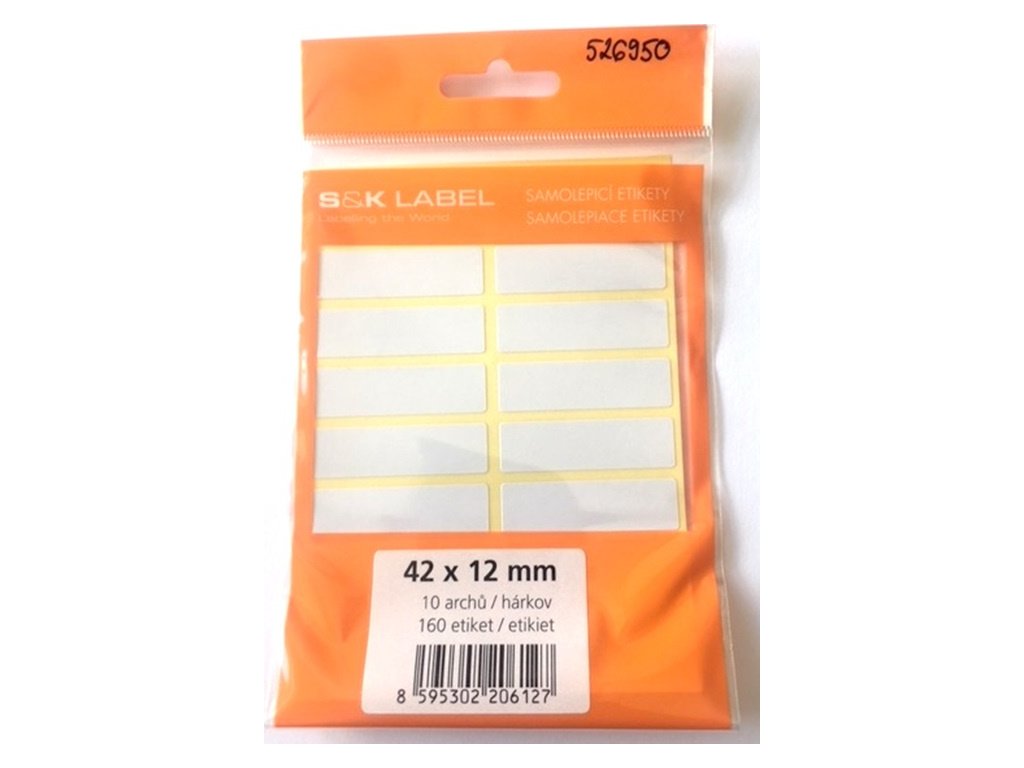 526950
S&K LABEL
Labelling the World
SAMOLEPICÍ ETIKETY
SAMOLEPIACE ETIKETY
42 x 12 mm
10 archů / hárkov
160 etiket / etikiet
8 595302 206127